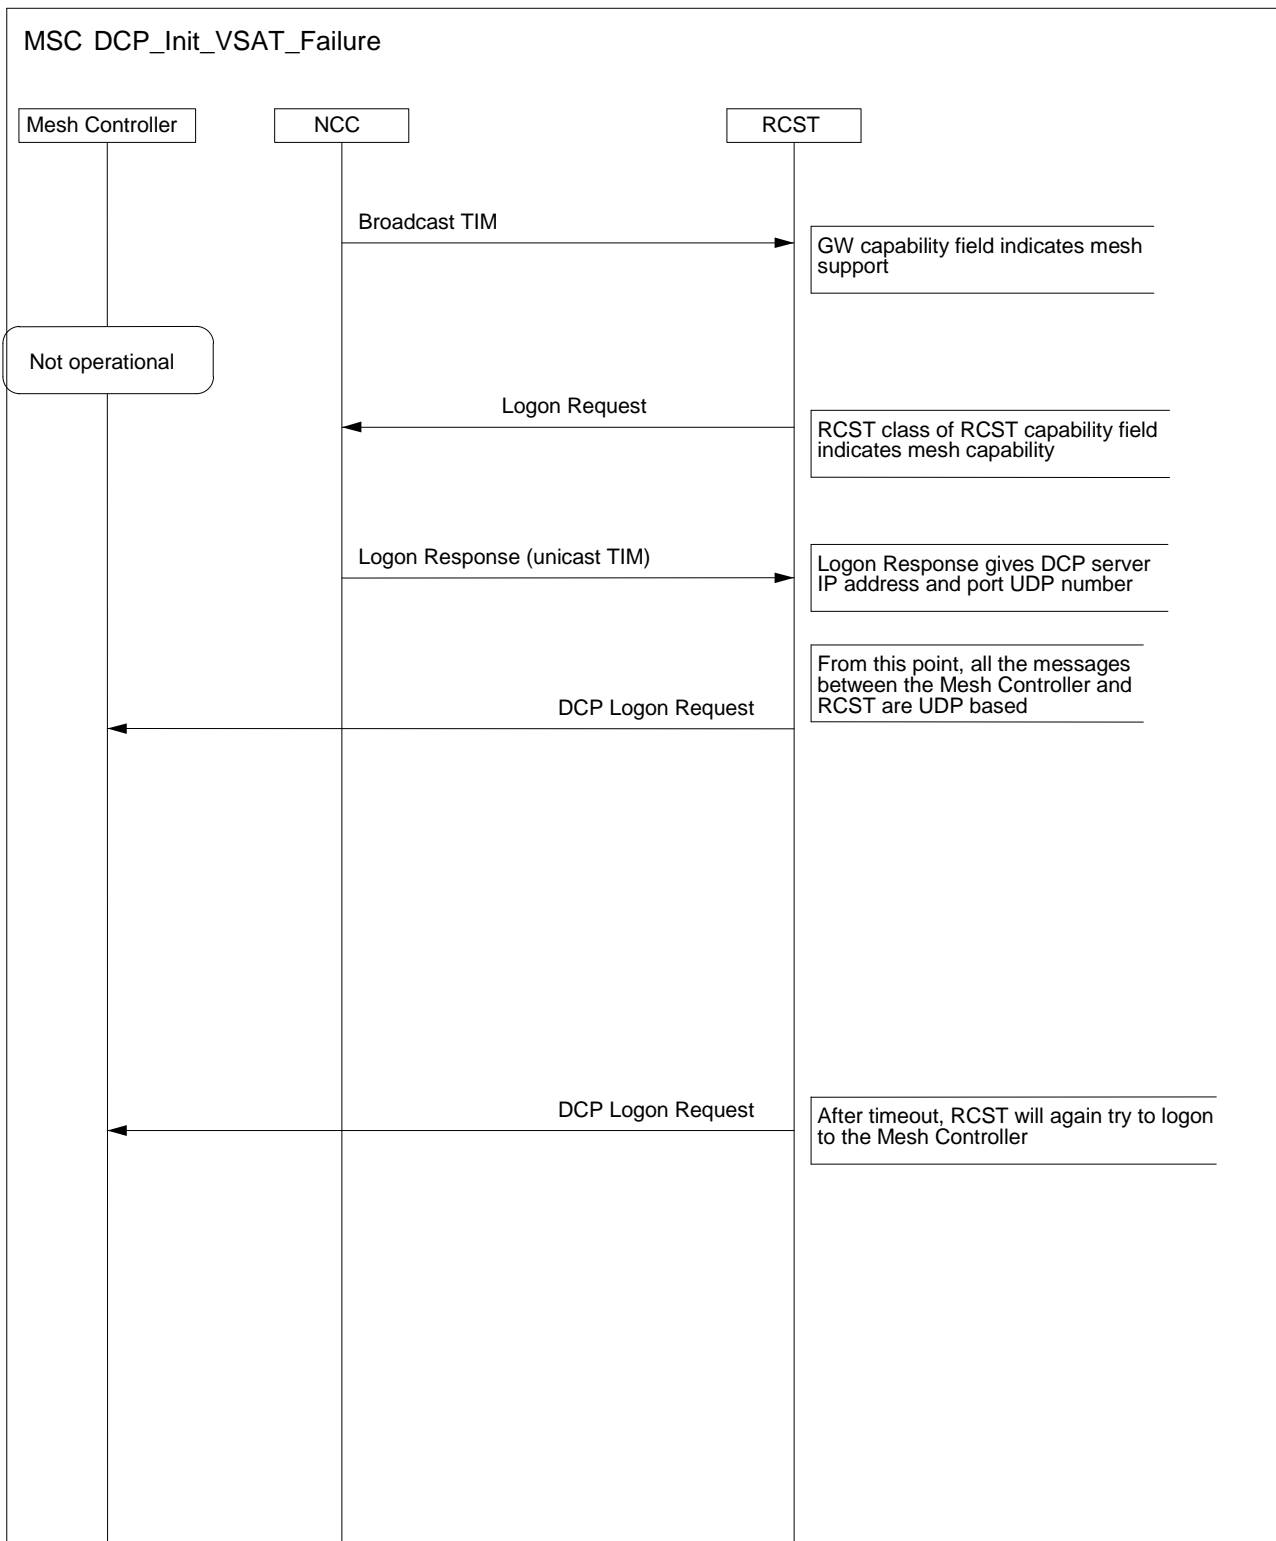 MSC DCP_Init_VSAT_Failure
Mesh Controller
NCC
RCST
Broadcast TIM
GW capability field indicates mesh
support
Not operational
Logon Request
RCST class of RCST capability field
indicates mesh capability
Logon Response (unicast TIM)
Logon Response gives DCP server
IP address and port UDP number
From this point, all the messages
between the Mesh Controller and
RCST are UDP based
DCP Logon Request
DCP Logon Request
After timeout, RCST will again try to logon
to the Mesh Controller